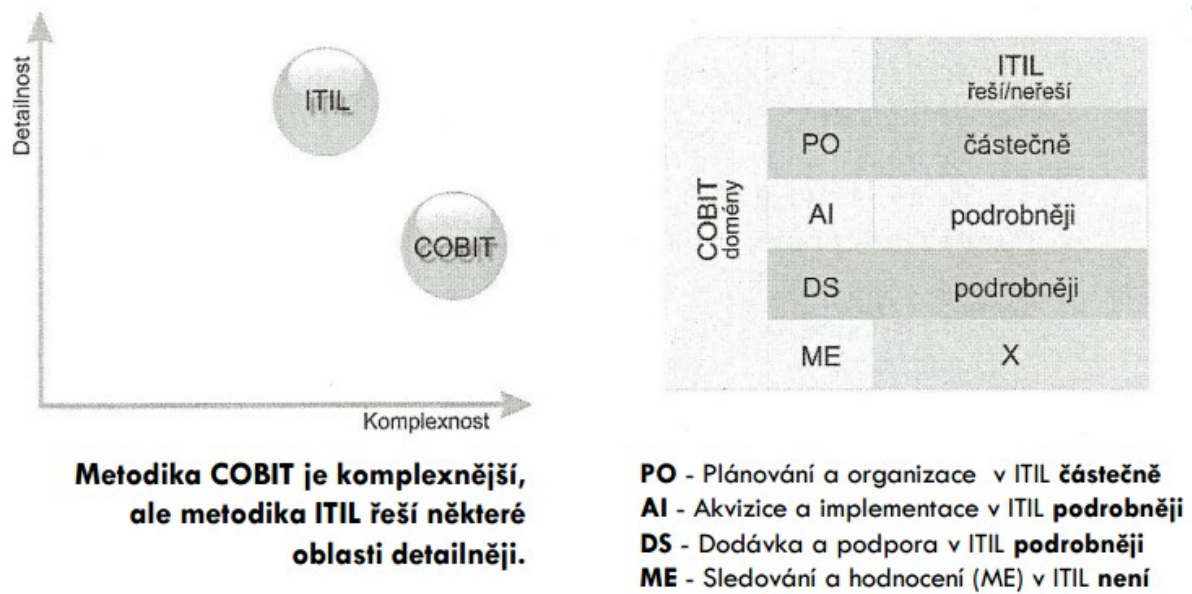 Detailnost
ITIL
COBIT
Komplexnost
Metodika COBIT je komplexnější,
ale metodika ITIL řeší některé
oblasti detailněji.
ITIL
řeší/neřeší
COBIT
domény
PO částečně
AI podrobněji
DS podrobněji
ME X
PO - Plánování a organizace v ITIL částečně
AI - Akvizice a implementace v ITIL podrobněji
DS - Dodávka a podpora v ITIL podrobněji
ME - Sledování a hodnocení (ME) v ITIL není